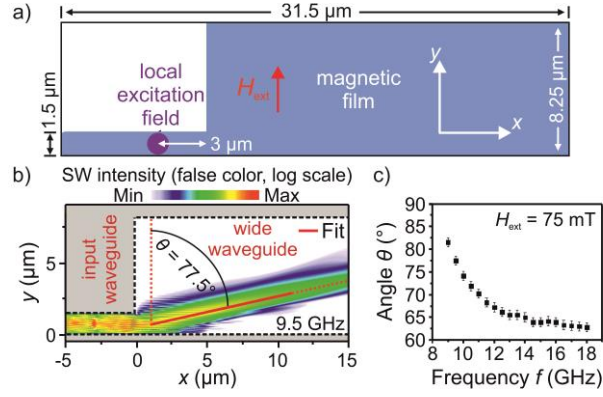 a)
31.5 μm
1.5 μm
local
excitation
field
H_ext
magnetic
film
y
x
3 μm
8.25 μm
b) SW intensity (false color, log scale)
Min Max
input
waveguide
θ = 77.5°
wide
waveguide
Fit
9.5 GHz
y (μm)
5
0
-5 0 5 10 15
x (μm)
c)
H_ext = 75 mT
Angle θ (°)
90
85
80
75
70
65
60
8 10 12 14 16 18
Frequency f (GHz)